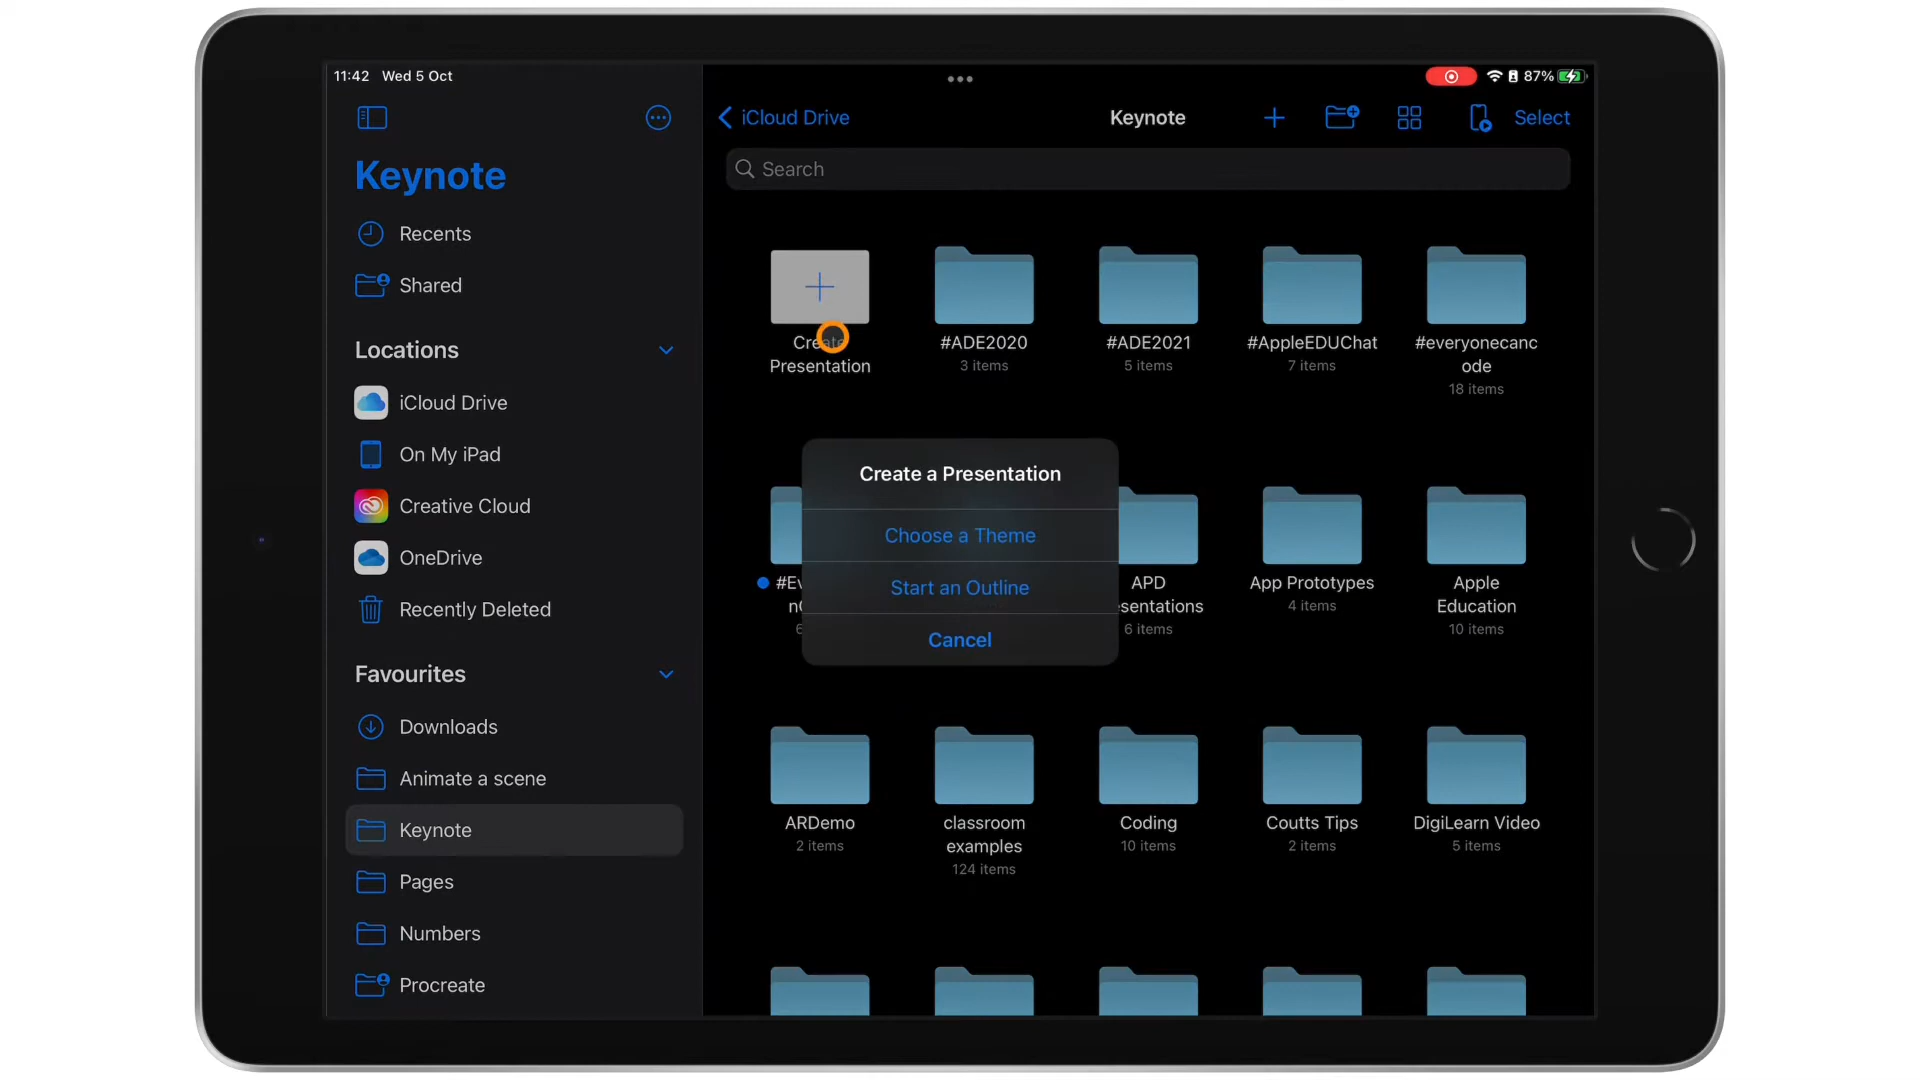 11:42 Wed 5 Oct
87%
Keynote
Recents
Shared
Locations
iCloud Drive
On My iPad
Creative Cloud
OneDrive
Recently Deleted
Favourites
Downloads
Animate a scene
Keynote
Pages
Numbers
Procreate
iCloud Drive
Keynote
Select
Search
Create
Presentation
#ADE2020
3 items
#ADE2021
5 items
#AppleEDUChat
7 items
#everyonecanc
ode
18 items
Create a Presentation
Choose a Theme
Start an Outline
Cancel
APD
6 items
App Prototypes
4 items
Apple
Education
10 items
ARDemo
2 items
classroom
examples
124 items
Coding
10 items
Coutts Tips
2 items
DigiLearn Video
5 items